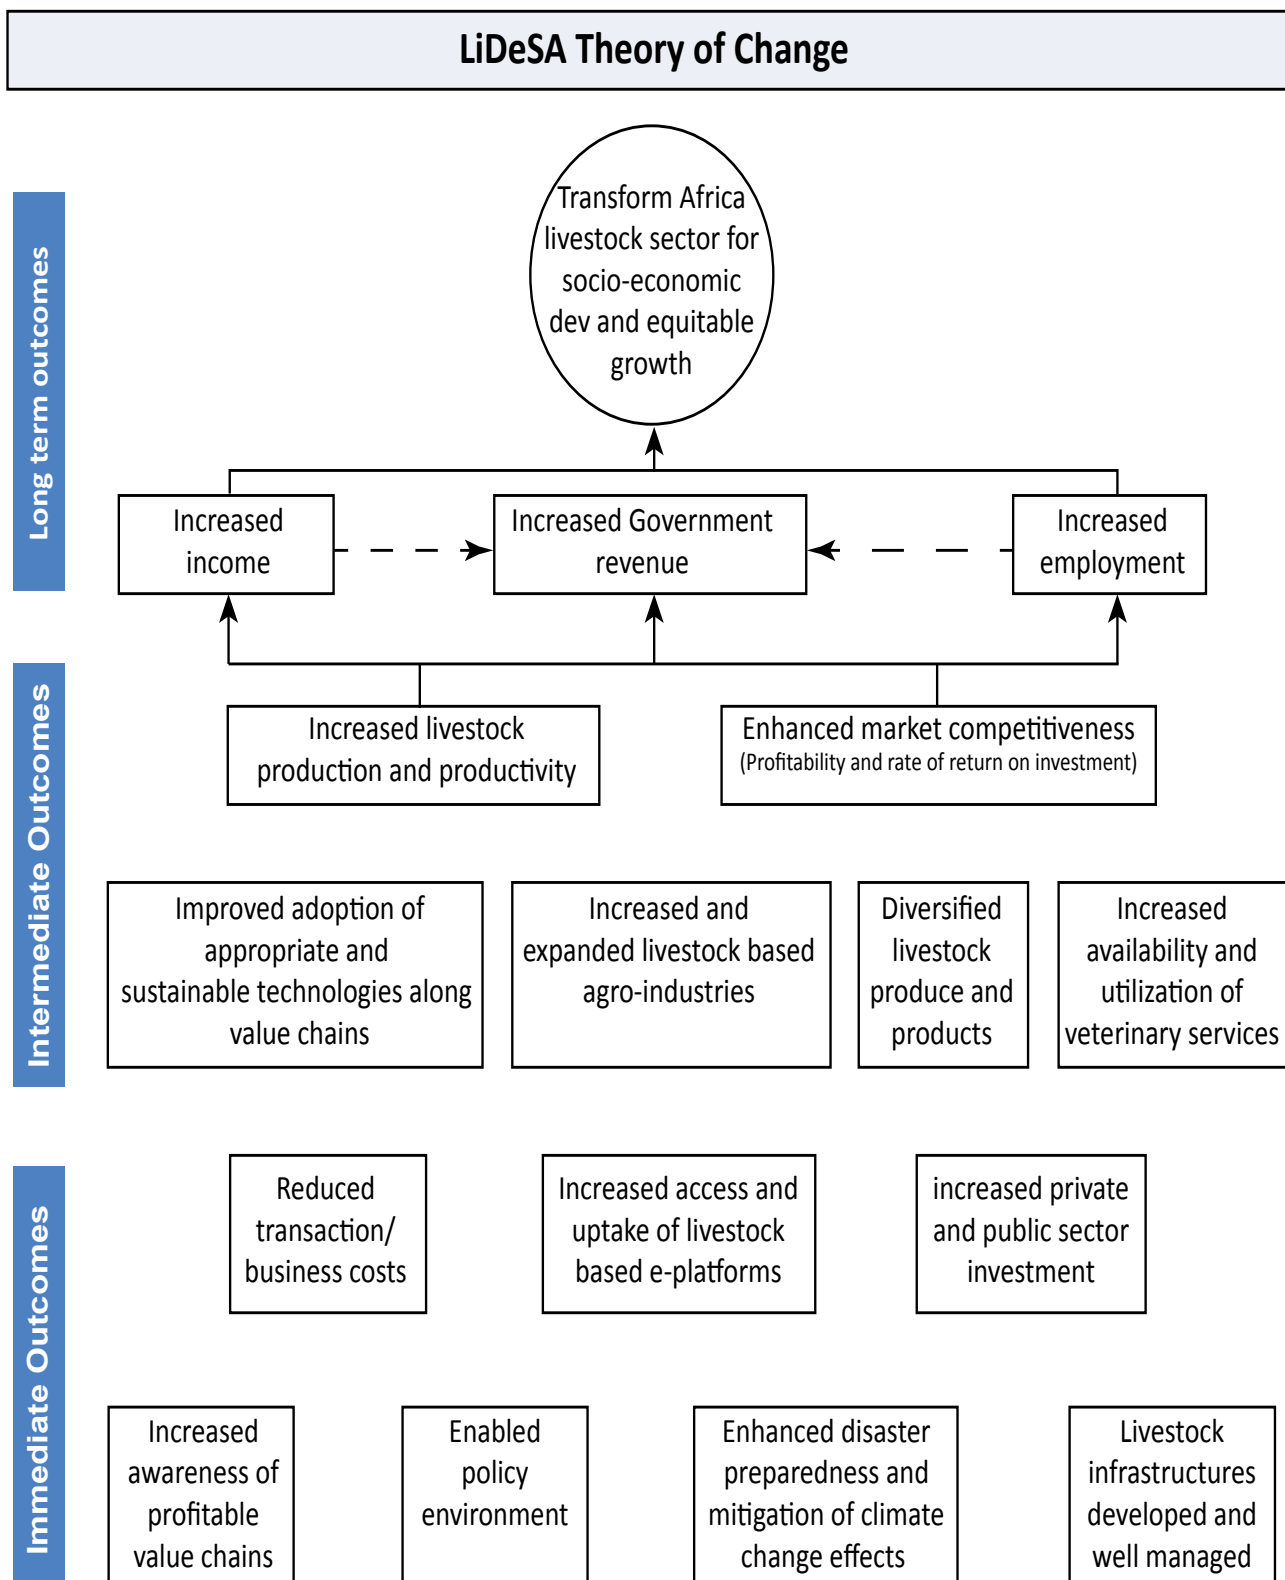 LiDeSA Theory of Change
Long term outcomes
Transform Africa
livestock sector for
socio-economic
dev and equitable
growth
Increased
income
Increased Government
revenue
Increased
employment
Intermediate Outcomes
Increased livestock
production and productivity
Enhanced market competitiveness
(Profitability and rate of return on investment)
Improved adoption of
appropriate and
sustainable technologies along
value chains
Increased and
expanded livestock based
agro-industries
Diversified
livestock
produce and
products
Increased
availability and
utilization of
veterinary services
Immediate Outcomes
Reduced
transaction/
business costs
Increased access and
uptake of livestock
based e-platforms
increased private
and public sector
investment
Increased
awareness of
profitable
value chains
Enabled
policy
environment
Enhanced disaster
preparedness and
mitigation of climate
change effects
Livestock
infrastructures
developed and
well managed